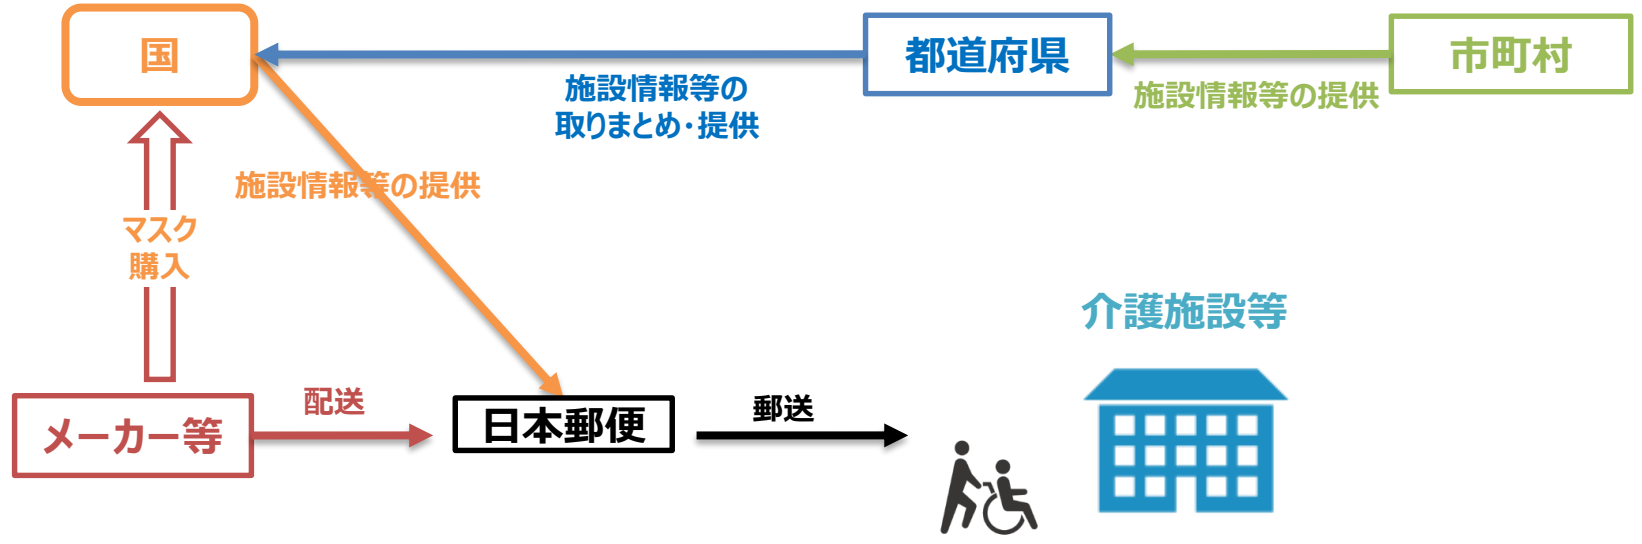 国
都道府県
市町村
施設情報等の
取りまとめ・提供
施設情報等の提供
施設情報等の提供
マスク
購入
介護施設等
メーカー等
配送
日本郵便
郵送